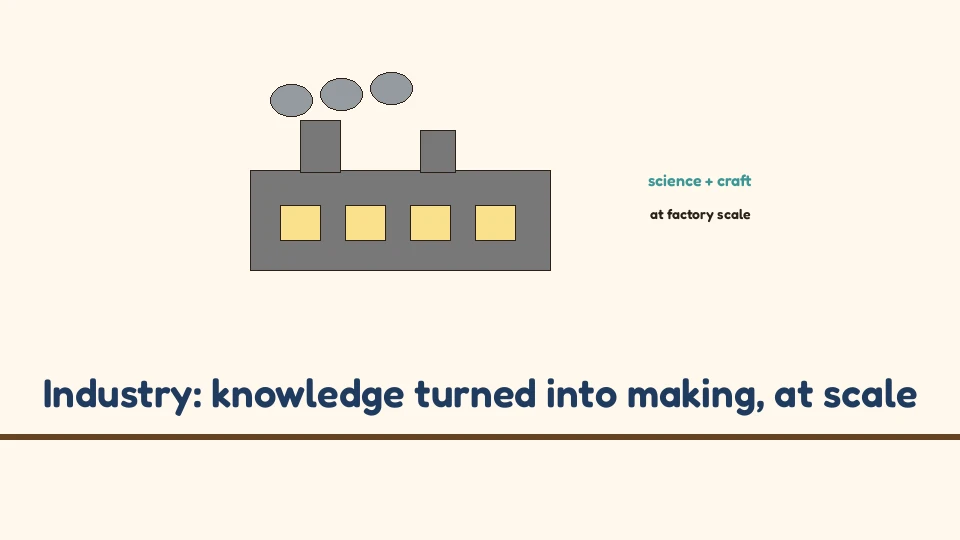 science + craft
at factory scale
Industry: knowledge turned into making, at scale